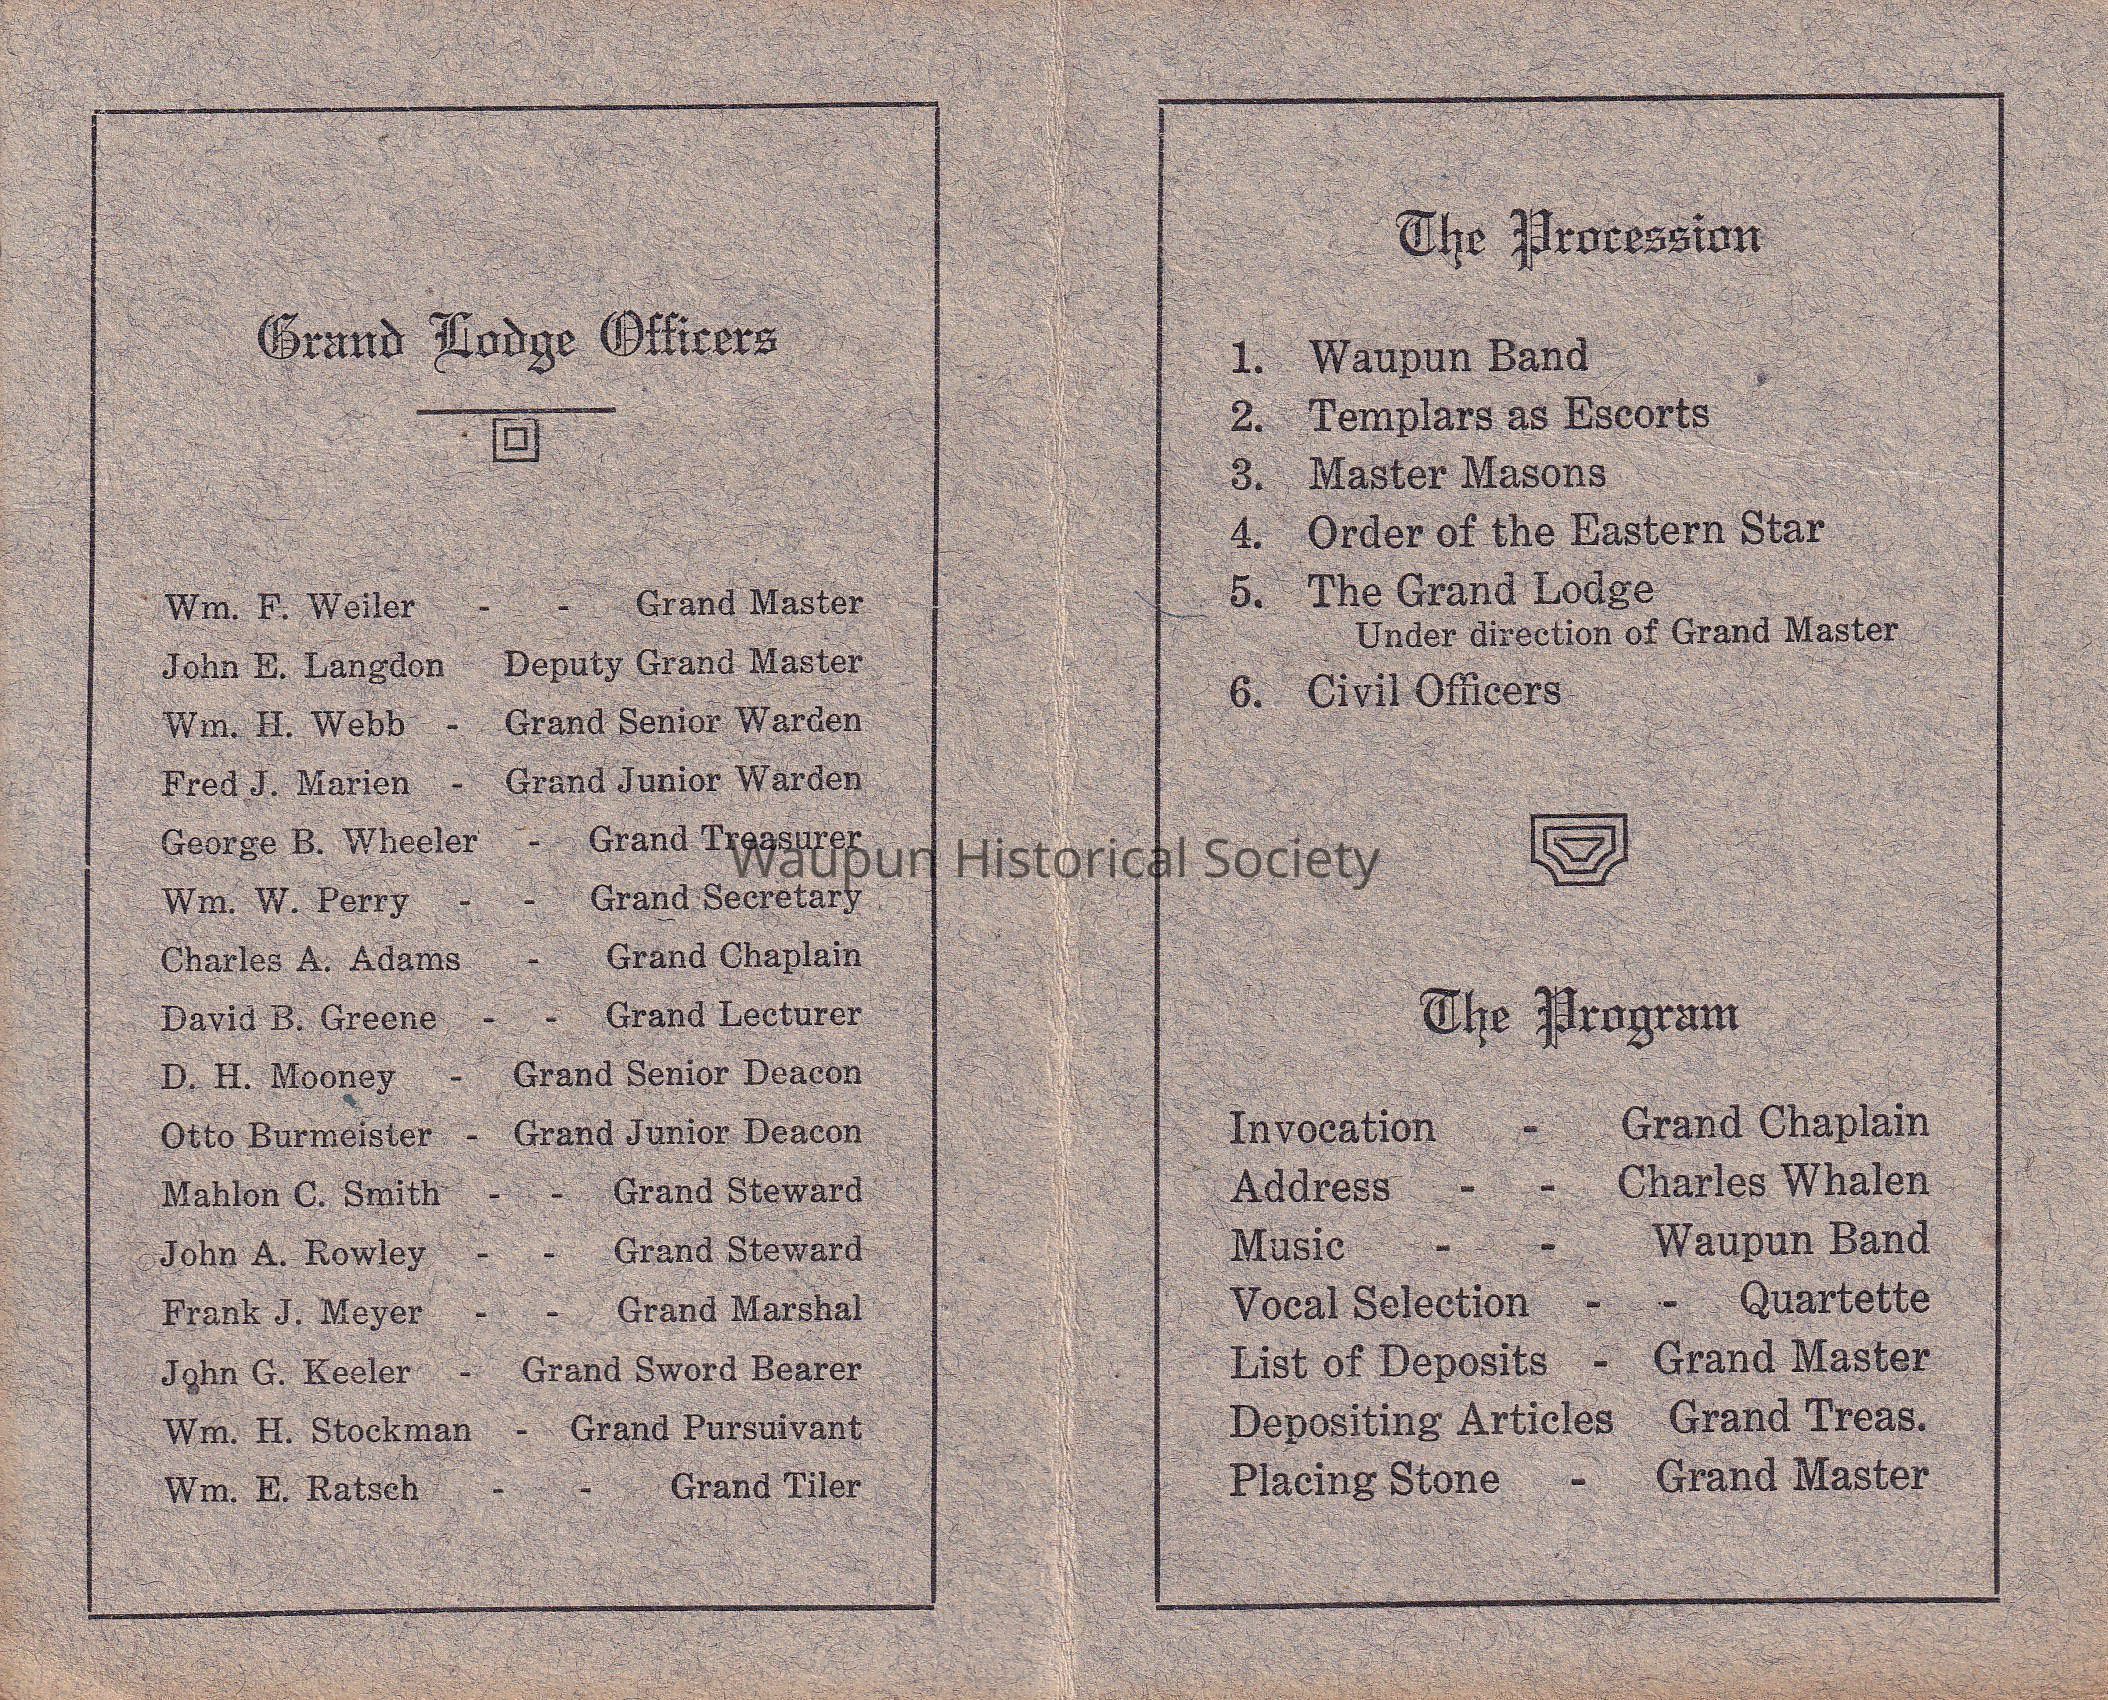 Grand Lodge Officers
Wm. F. Weiler - - Grand Master
John E. Langdon Deputy Grand Master
Wm. H. Webb - Grand Senior Warden
Fred J. Marien - Grand Junior Warden
George B. Wheeler - Grand Treasurer
Wm. W. Perry - - Grand Secretary
Charles A. Adams - Grand Chaplain
David B. Greene - - Grand Lecturer
D. H. Mooney - Grand Senior Deacon
Otto Burmeister - Grand Junior Deacon
Mahlon C. Smith - - Grand Steward
John A. Rowley - - Grand Steward
Frank J. Meyer - - Grand Marshal
John G. Keeler - Grand Sword Bearer
Wm. H. Stockman - Grand Pursuivant
Wm. E. Ratsch - - Grand Tiler
Waupun Historical Society
The Procession
1. Waupun Band
2. Templars as Escorts
3. Master Masons
4. Order of the Eastern Star
5. The Grand Lodge
Under direction of Grand Master
6. Civil Officers
The Program
Invocation - Grand Chaplain
Address - - Charles Whalen
Music - - Waupun Band
Vocal Selection - - Quartette
List of Deposits - Grand Master
Depositing Articles Grand Treas.
Placing Stone - Grand Master